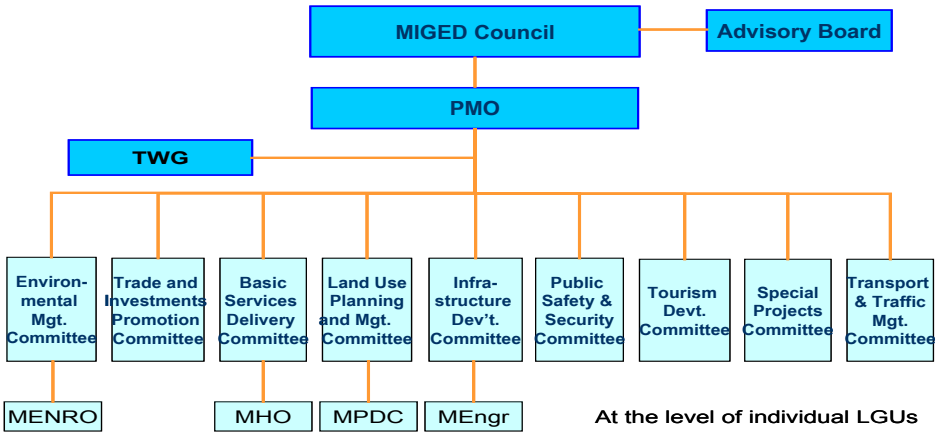 MIGED Council
Advisory Board
PMO
TWG
Environ-
mental
Mgt.
Committee
Trade and
Investments
Promotion
Committee
Basic
Services
Delivery
Committee
Land Use
Planning
and Mgt.
Committee
Infra-
structure
Dev't.
Committee
Public
Safety &
Security
Committee
Tourism
Devt.
Committee
Special
Projects
Committee
Transport
& Traffic
Mgt.
Committee
MENRO
MHO
MPDC
MEngr
At the level of individual LGUs